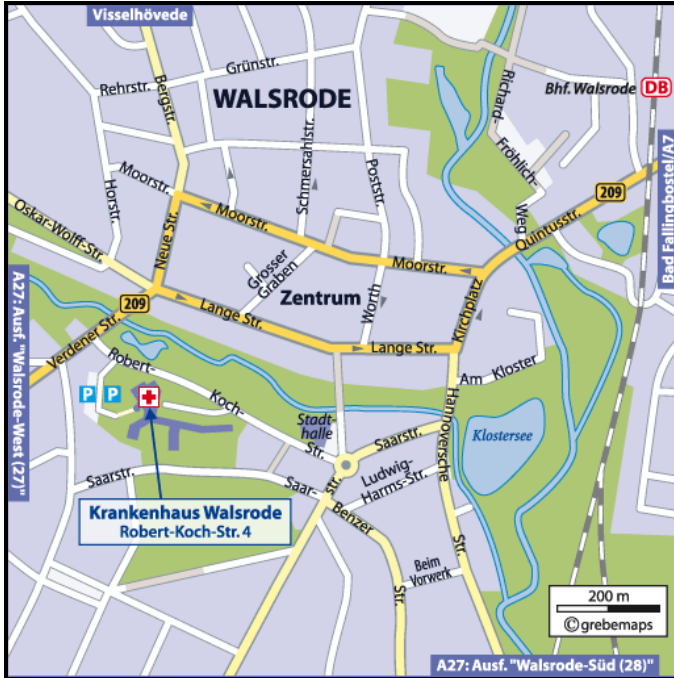 Visselhövede
Grünstr.
Rehrstr.
Bergstr.
WALSRODE
Bhf. Walsrode DB
Richard-
Fröhlich-
Weg
Schmersahlstr.
Poststr.
Moorstr.
Horststr.
Moorstr.
Moorstr.
209
Quintusstr.
Bad Fallingbostel/A7
Oskar-Wolff-Str.
Neue Str.
Grosser
Graben
Zentrum
Worth
Kirchplatz
A27: Ausf. "Walsrode-West (27)"
209
Verdener Str.
Lange Str.
Lange Str.
Am Kloster
Robert-
Koch-
Str.
P P
Stadt-
halle
Saarstr.
Hannoversche
Str.
Klostersee
Saarstr.
Saar-
str.
Ludwig-
Harms-Str.
Benzer
Str.
Krankenhaus Walsrode
Robert-Koch-Str. 4
Beim
Vorwerk
200 m
© grebemaps
A27: Ausf. "Walsrode-Süd (28)"